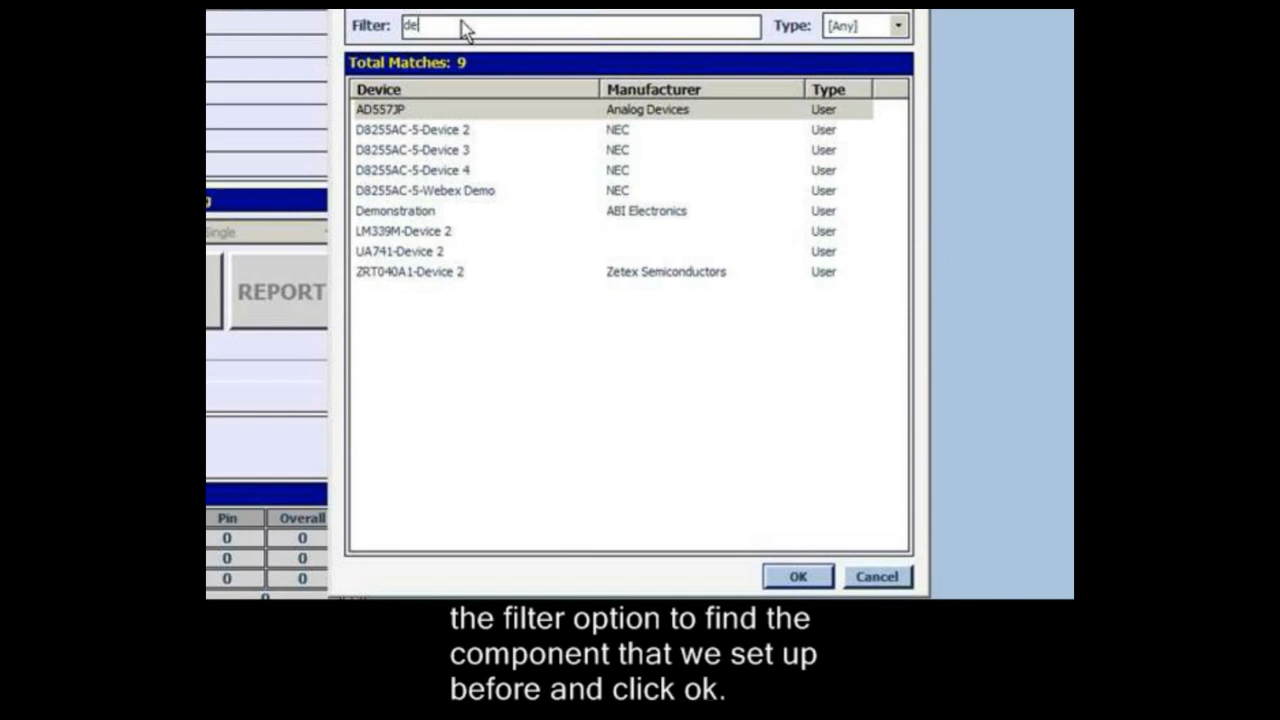 Filter: de Type: [Any]
Total Matches: 9
Device Manufacturer Type
AD557JP Analog Devices User
D8255AC-5-Device 2 NEC User
D8255AC-5-Device 3 NEC User
D8255AC-5-Device 4 NEC User
D8255AC-5-Webex Demo NEC User
Demonstration ABI Electronics User
LM339M-Device 2 User
UA741-Device 2 User
ZRT040A1-Device 2 Zetex Semiconductors User
REPORT
Pin Overall
0 0
0 0
0 0
OK Cancel
the filter option to find the
component that we set up
before and click ok.